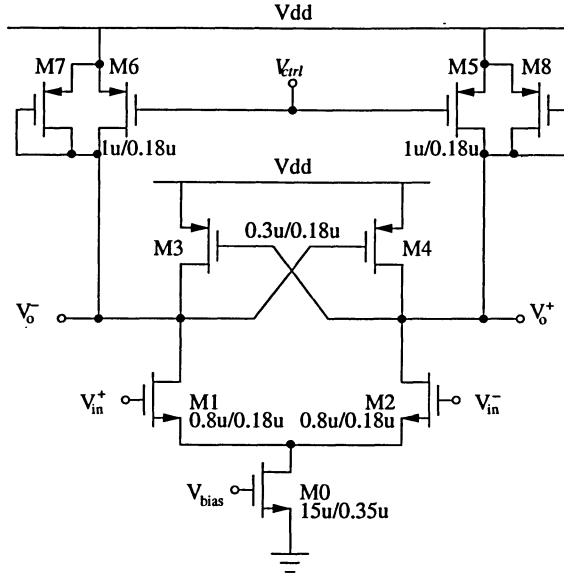 Vdd
M7 M6 Vctrl M5 M8
1u/0.18u 1u/0.18u
Vdd
M3 0.3u/0.18u M4
Vo- Vo+
Vin+ M1 M2 Vin-
0.8u/0.18u 0.8u/0.18u
Vbias M0
15u/0.35u